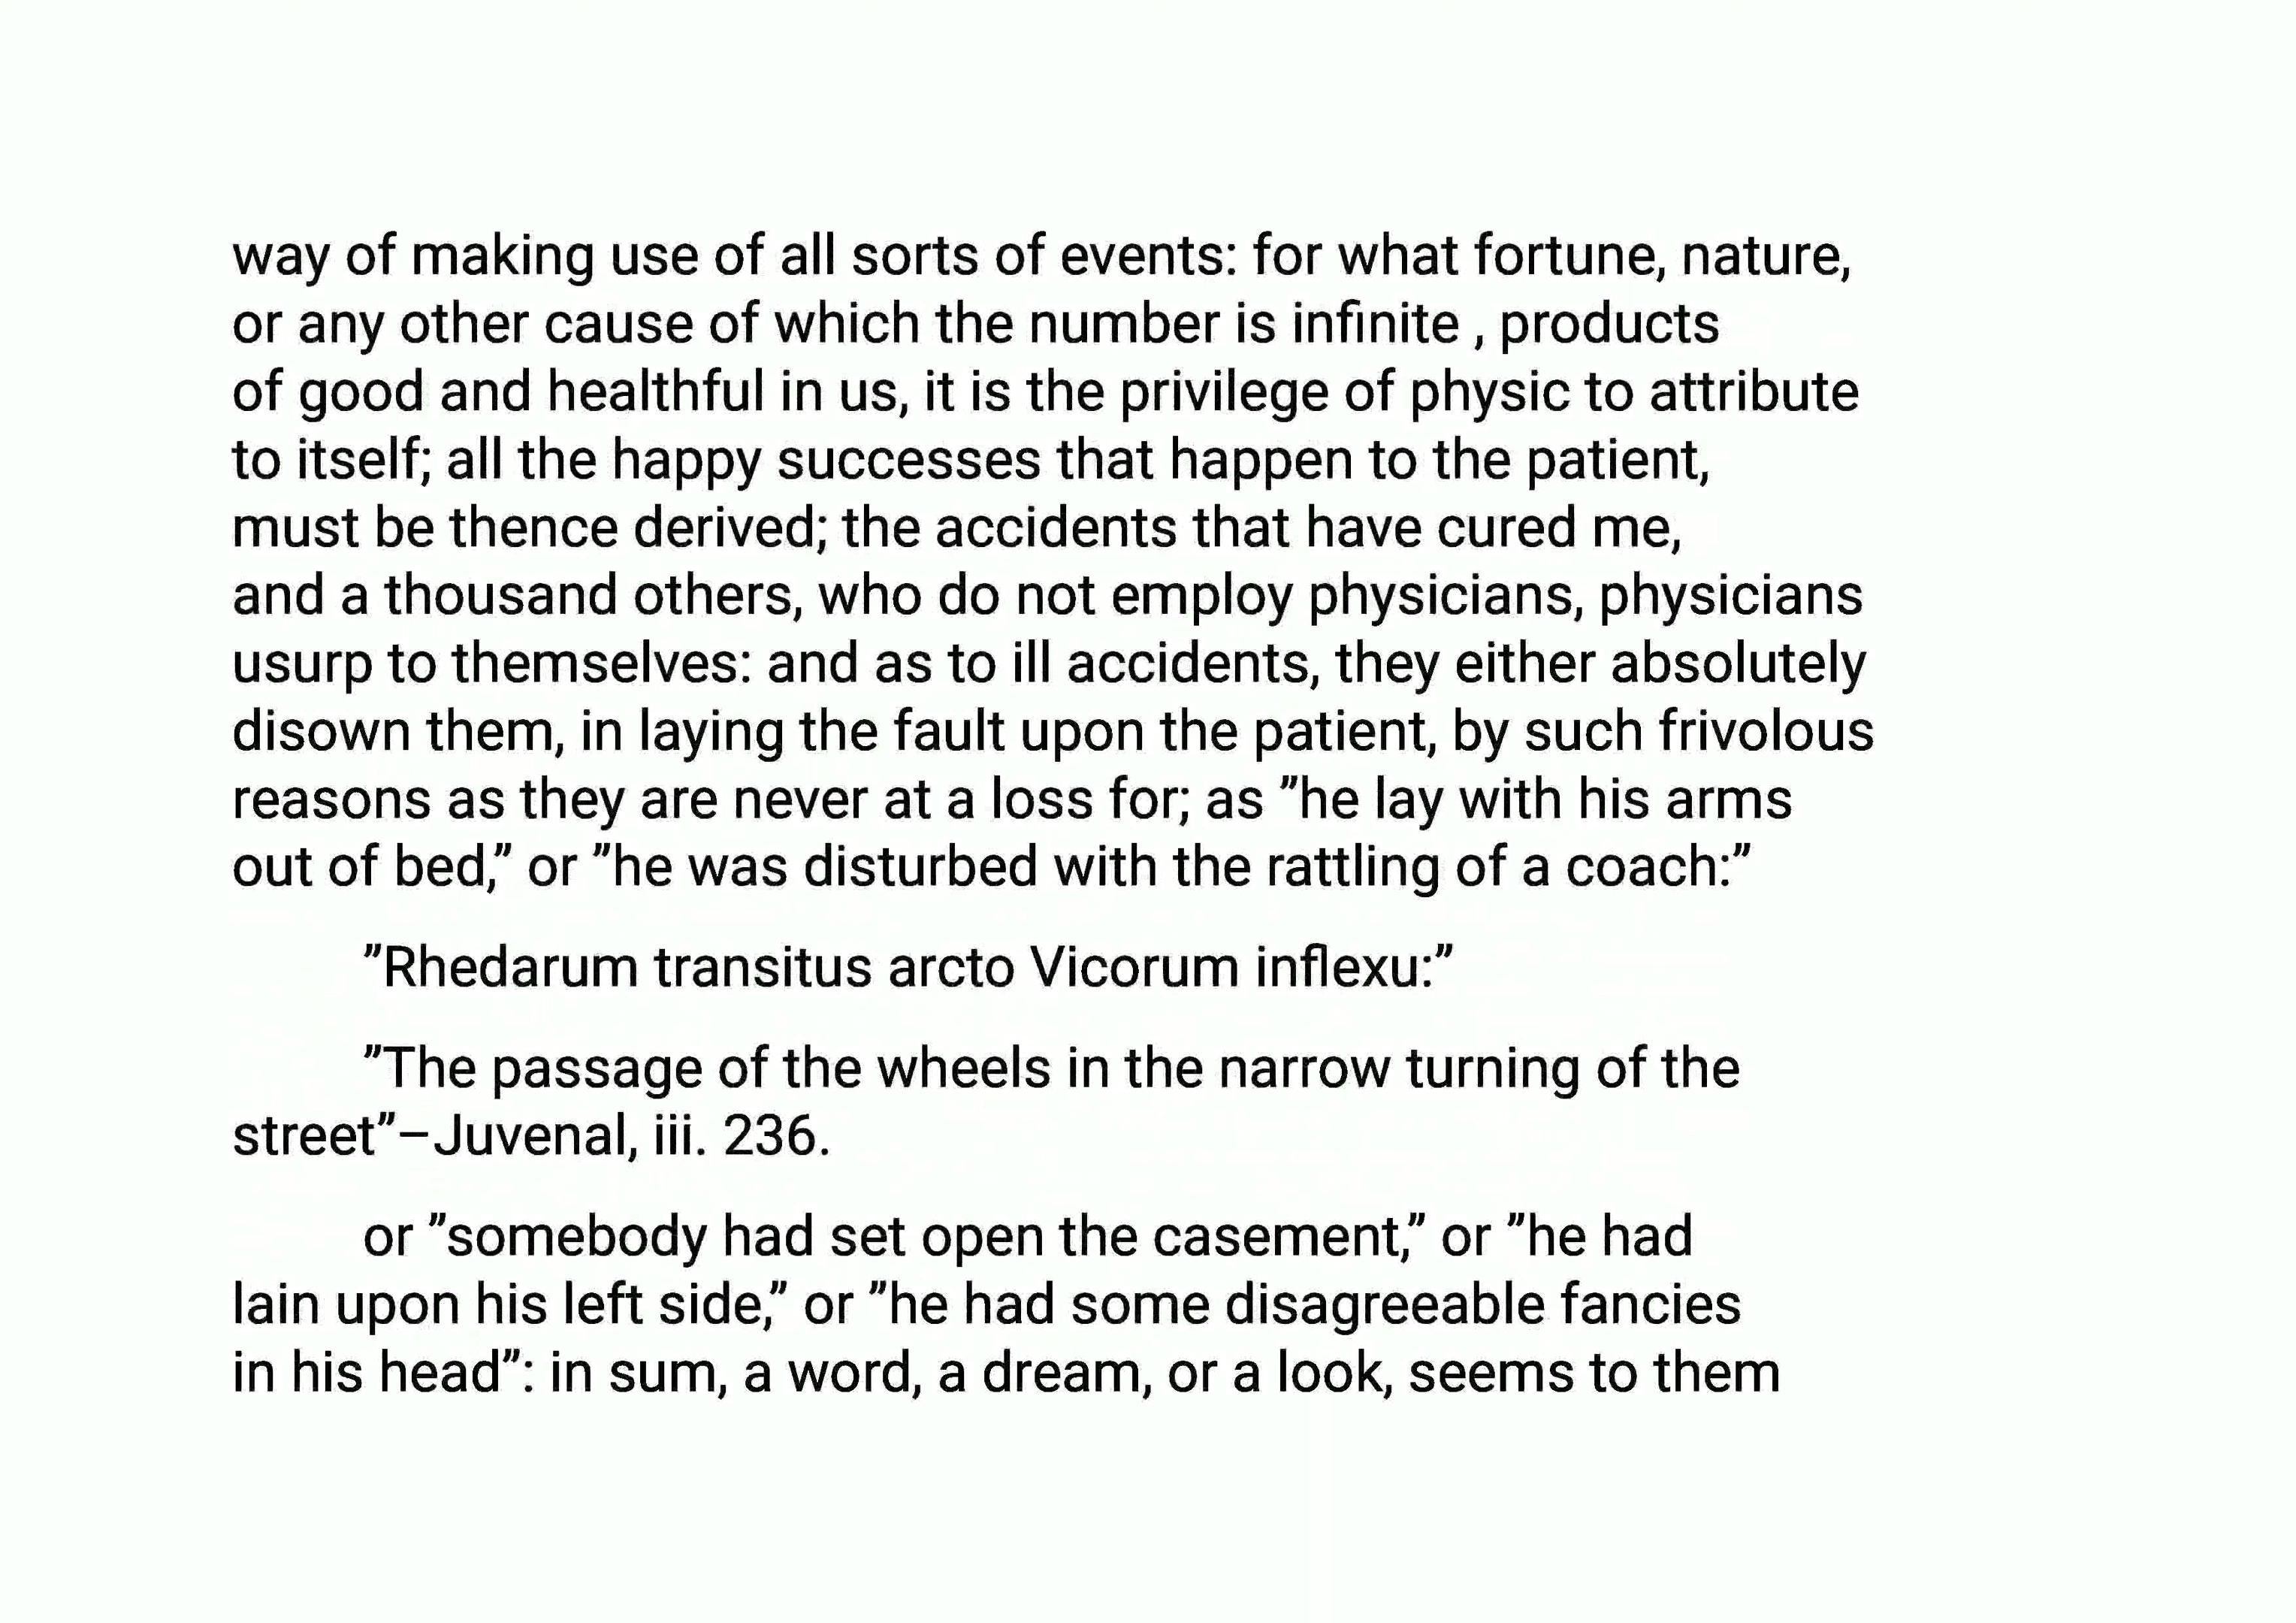 way of making use of all sorts of events: for what fortune, nature,
or any other cause of which the number is infinite , products
of good and healthful in us, it is the privilege of physic to attribute
to itself; all the happy successes that happen to the patient,
must be thence derived; the accidents that have cured me,
and a thousand others, who do not employ physicians, physicians
usurp to themselves: and as to ill accidents, they either absolutely
disown them, in laying the fault upon the patient, by such frivolous
reasons as they are never at a loss for; as ”he lay with his arms
out of bed,” or ”he was disturbed with the rattling of a coach:”
”Rhedarum transitus arcto Vicorum inflexu:”
”The passage of the wheels in the narrow turning of the
street”–Juvenal, iii. 236.
or ”somebody had set open the casement,” or ”he had
lain upon his left side,” or ”he had some disagreeable fancies
in his head”: in sum, a word, a dream, or a look, seems to them